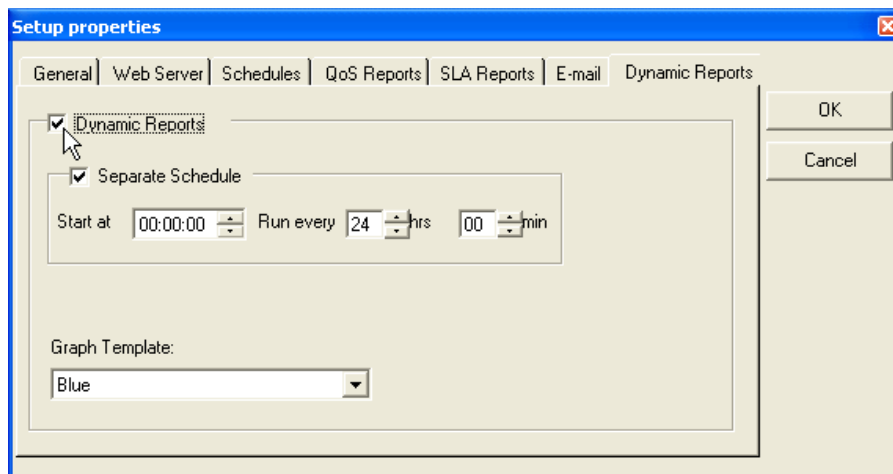 Setup properties
General Web Server Schedules QoS Reports SLA Reports E-mail Dynamic Reports
Dynamic Reports
OK
Separate Schedule
Cancel
Start at 00:00:00 Run every 24 hrs 00 min
Graph Template:
Blue